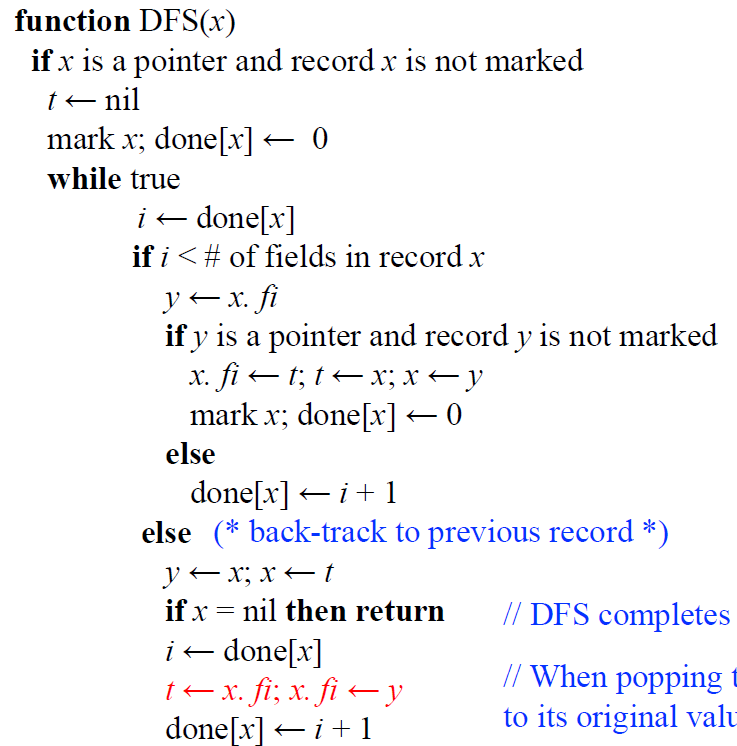 function DFS(x)
if x is a pointer and record x is not marked
t ← nil
mark x; done[x] ← 0
while true
i ← done[x]
if i < # of fields in record x
y ← x. fi
if y is a pointer and record y is not marked
x. fi ← t; t ← x; x ← y
mark x; done[x] ← 0
else
done[x] ← i + 1
else (* back-track to previous record *)
y ← x; x ← t
if x = nil then return // DFS completes
i ← done[x]
t ← x. fi; x. fi ← y // When popping
done[x] ← i + 1 to its original